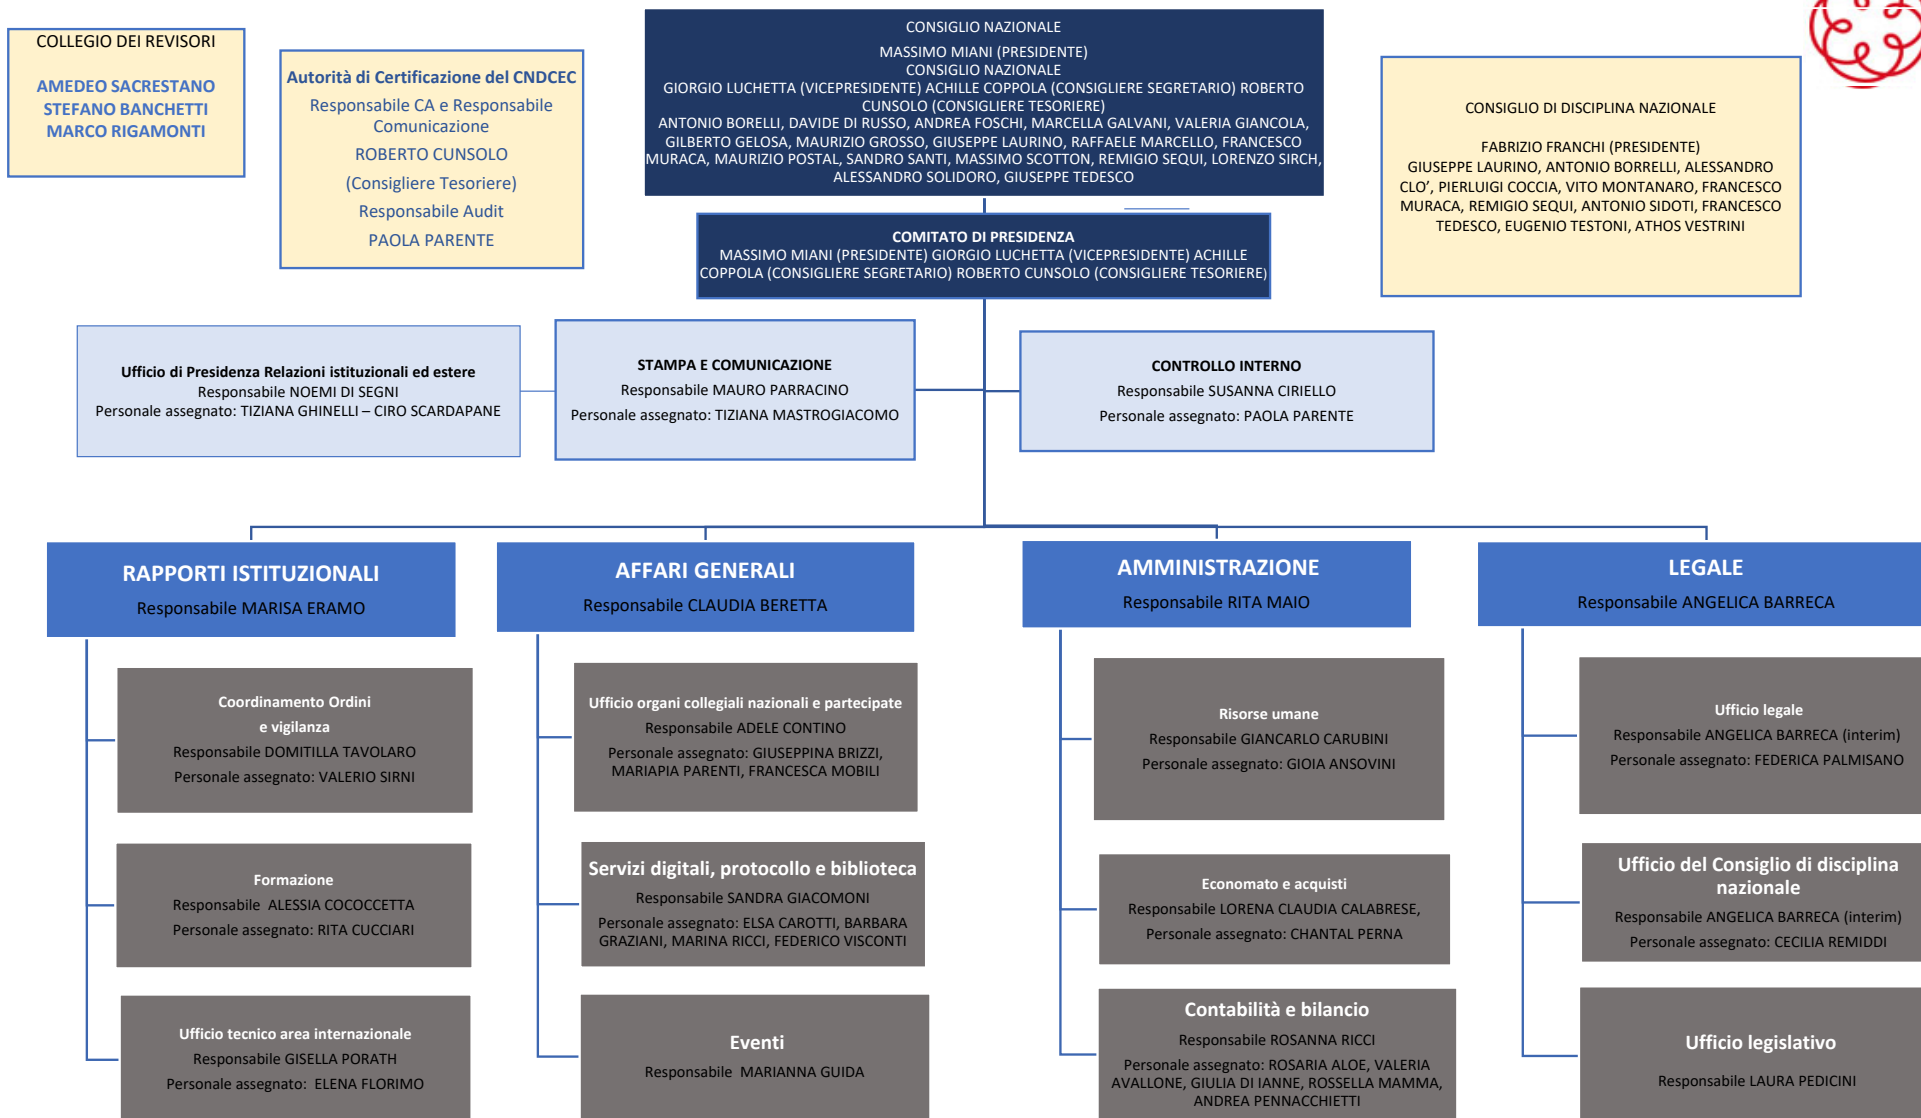 COLLEGIO DEI REVISORI
AMEDEO SACRESTANO
STEFANO BANCHETTI
MARCO RIGAMONTI
Autorità di Certificazione del CNDCEC
Responsabile CA e Responsabile
Comunicazione
ROBERTO CUNSOLO
(Consigliere Tesoriere)
Responsabile Audit
PAOLA PARENTE
CONSIGLIO NAZIONALE
MASSIMO MIANI (PRESIDENTE)
CONSIGLIO NAZIONALE
GIORGIO LUCHETTA (VICEPRESIDENTE) ACHILLE COPPOLA (CONSIGLIERE SEGRETARIO) ROBERTO
CUNSOLO (CONSIGLIERE TESORIERE)
ANTONIO BORELLI, DAVIDE DI RUSSO, ANDREA FOSCHI, MARCELLA GALVANI, VALERIA GIANCOLA,
GILBERTO GELOSA, MAURIZIO GROSSO, GIUSEPPE LAURINO, RAFFAELE MARCELLO, FRANCESCO
MURACA, MAURIZIO POSTAL, SANDRO SANTI, MASSIMO SCOTTON, REMIGIO SEQUI, LORENZO SIRCH,
ALESSANDRO SOLIDORO, GIUSEPPE TEDESCO
CONSIGLIO DI DISCIPLINA NAZIONALE
FABRIZIO FRANCHI (PRESIDENTE)
GIUSEPPE LAURINO, ANTONIO BORRELLI, ALESSANDRO
CLO’, PIERLUIGI COCCIA, VITO MONTANARO, FRANCESCO
MURACA, REMIGIO SEQUI, ANTONIO SIDOTI, FRANCESCO
TEDESCO, EUGENIO TESTONI, ATHOS VESTRINI
COMITATO DI PRESIDENZA
MASSIMO MIANI (PRESIDENTE) GIORGIO LUCHETTA (VICEPRESIDENTE) ACHILLE
COPPOLA (CONSIGLIERE SEGRETARIO) ROBERTO CUNSOLO (CONSIGLIERE TESORIERE)
Ufficio di Presidenza Relazioni istituzionali ed estere
Responsabile NOEMI DI SEGNI
Personale assegnato: TIZIANA GHINELLI – CIRO SCARDAPANE
STAMPA E COMUNICAZIONE
Responsabile MAURO PARRACINO
Personale assegnato: TIZIANA MASTROGIACOMO
CONTROLLO INTERNO
Responsabile SUSANNA CIRIELLO
Personale assegnato: PAOLA PARENTE
RAPPORTI ISTITUZIONALI
Responsabile MARISA ERAMO
Coordinamento Ordini
e vigilanza
Responsabile DOMITILLA TAVOLARO
Personale assegnato: VALERIO SIRNI
Formazione
Responsabile ALESSIA COCOCCETTA
Personale assegnato: RITA CUCCIARI
Ufficio tecnico area internazionale
Responsabile GISELLA PORATH
Personale assegnato: ELENA FLORIMO
AFFARI GENERALI
Responsabile CLAUDIA BERETTA
Ufficio organi collegiali nazionali e partecipate
Responsabile ADELE CONTINO
Personale assegnato: GIUSEPPINA BRIZZI,
MARIAPIA PARENTI, FRANCESCA MOBILI
Servizi digitali, protocollo e biblioteca
Responsabile SANDRA GIACOMONI
Personale assegnato: ELSA CAROTTI, BARBARA
GRAZIANI, MARINA RICCI, FEDERICO VISCONTI
Eventi
Responsabile MARIANNA GUIDA
AMMINISTRAZIONE
Responsabile RITA MAIO
Risorse umane
Responsabile GIANCARLO CARUBINI
Personale assegnato: GIOIA ANSOVINI
Economato e acquisti
Responsabile LORENA CLAUDIA CALABRESE,
Personale assegnato: CHANTAL PERNA
Contabilità e bilancio
Responsabile ROSANNA RICCI
Personale assegnato: ROSARIA ALOE, VALERIA
AVALLONE, GIULIA DI IANNE, ROSSELLA MAMMA,
ANDREA PENNACCHIETTI
LEGALE
Responsabile ANGELICA BARRECA
Ufficio legale
Responsabile ANGELICA BARRECA (interim)
Personale assegnato: FEDERICA PALMISANO
Ufficio del Consiglio di disciplina
nazionale
Responsabile ANGELICA BARRECA (interim)
Personale assegnato: CECILIA REMIDDI
Ufficio legislativo
Responsabile LAURA PEDICINI